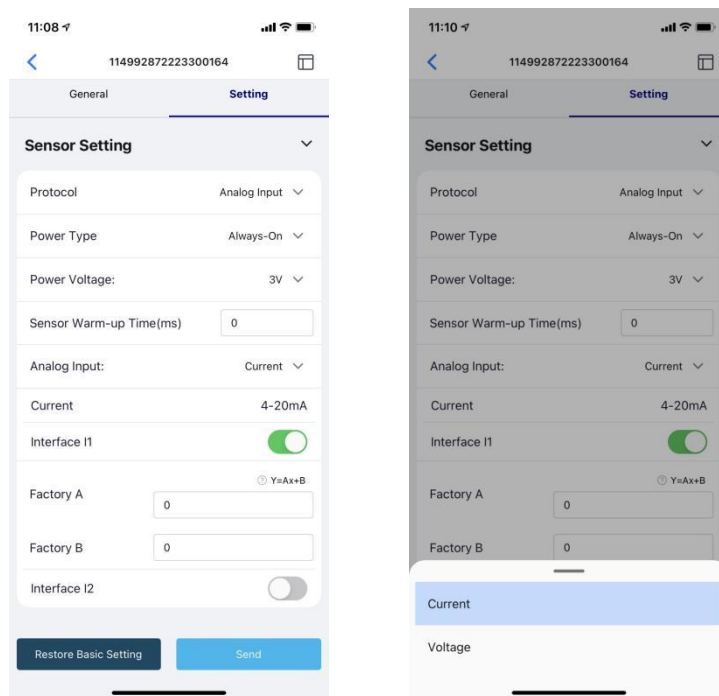 11:08
114992872223300164
General Setting
Sensor Setting
Protocol Analog Input
Power Type Always-On
Power Voltage: 3V
Sensor Warm-up Time(ms) 0
Analog Input: Current
Current 4-20mA
Interface I1
? Y=Ax+B
Factory A 0
Factory B 0
Interface I2
Restore Basic Setting Send
11:10
114992872223300164
General Setting
Sensor Setting
Protocol Analog Input
Power Type Always-On
Power Voltage: 3V
Sensor Warm-up Time(ms) 0
Analog Input: Current
Current 4-20mA
Interface I1
? Y=Ax+B
Factory A 0
Factory B 0
Current
Voltage